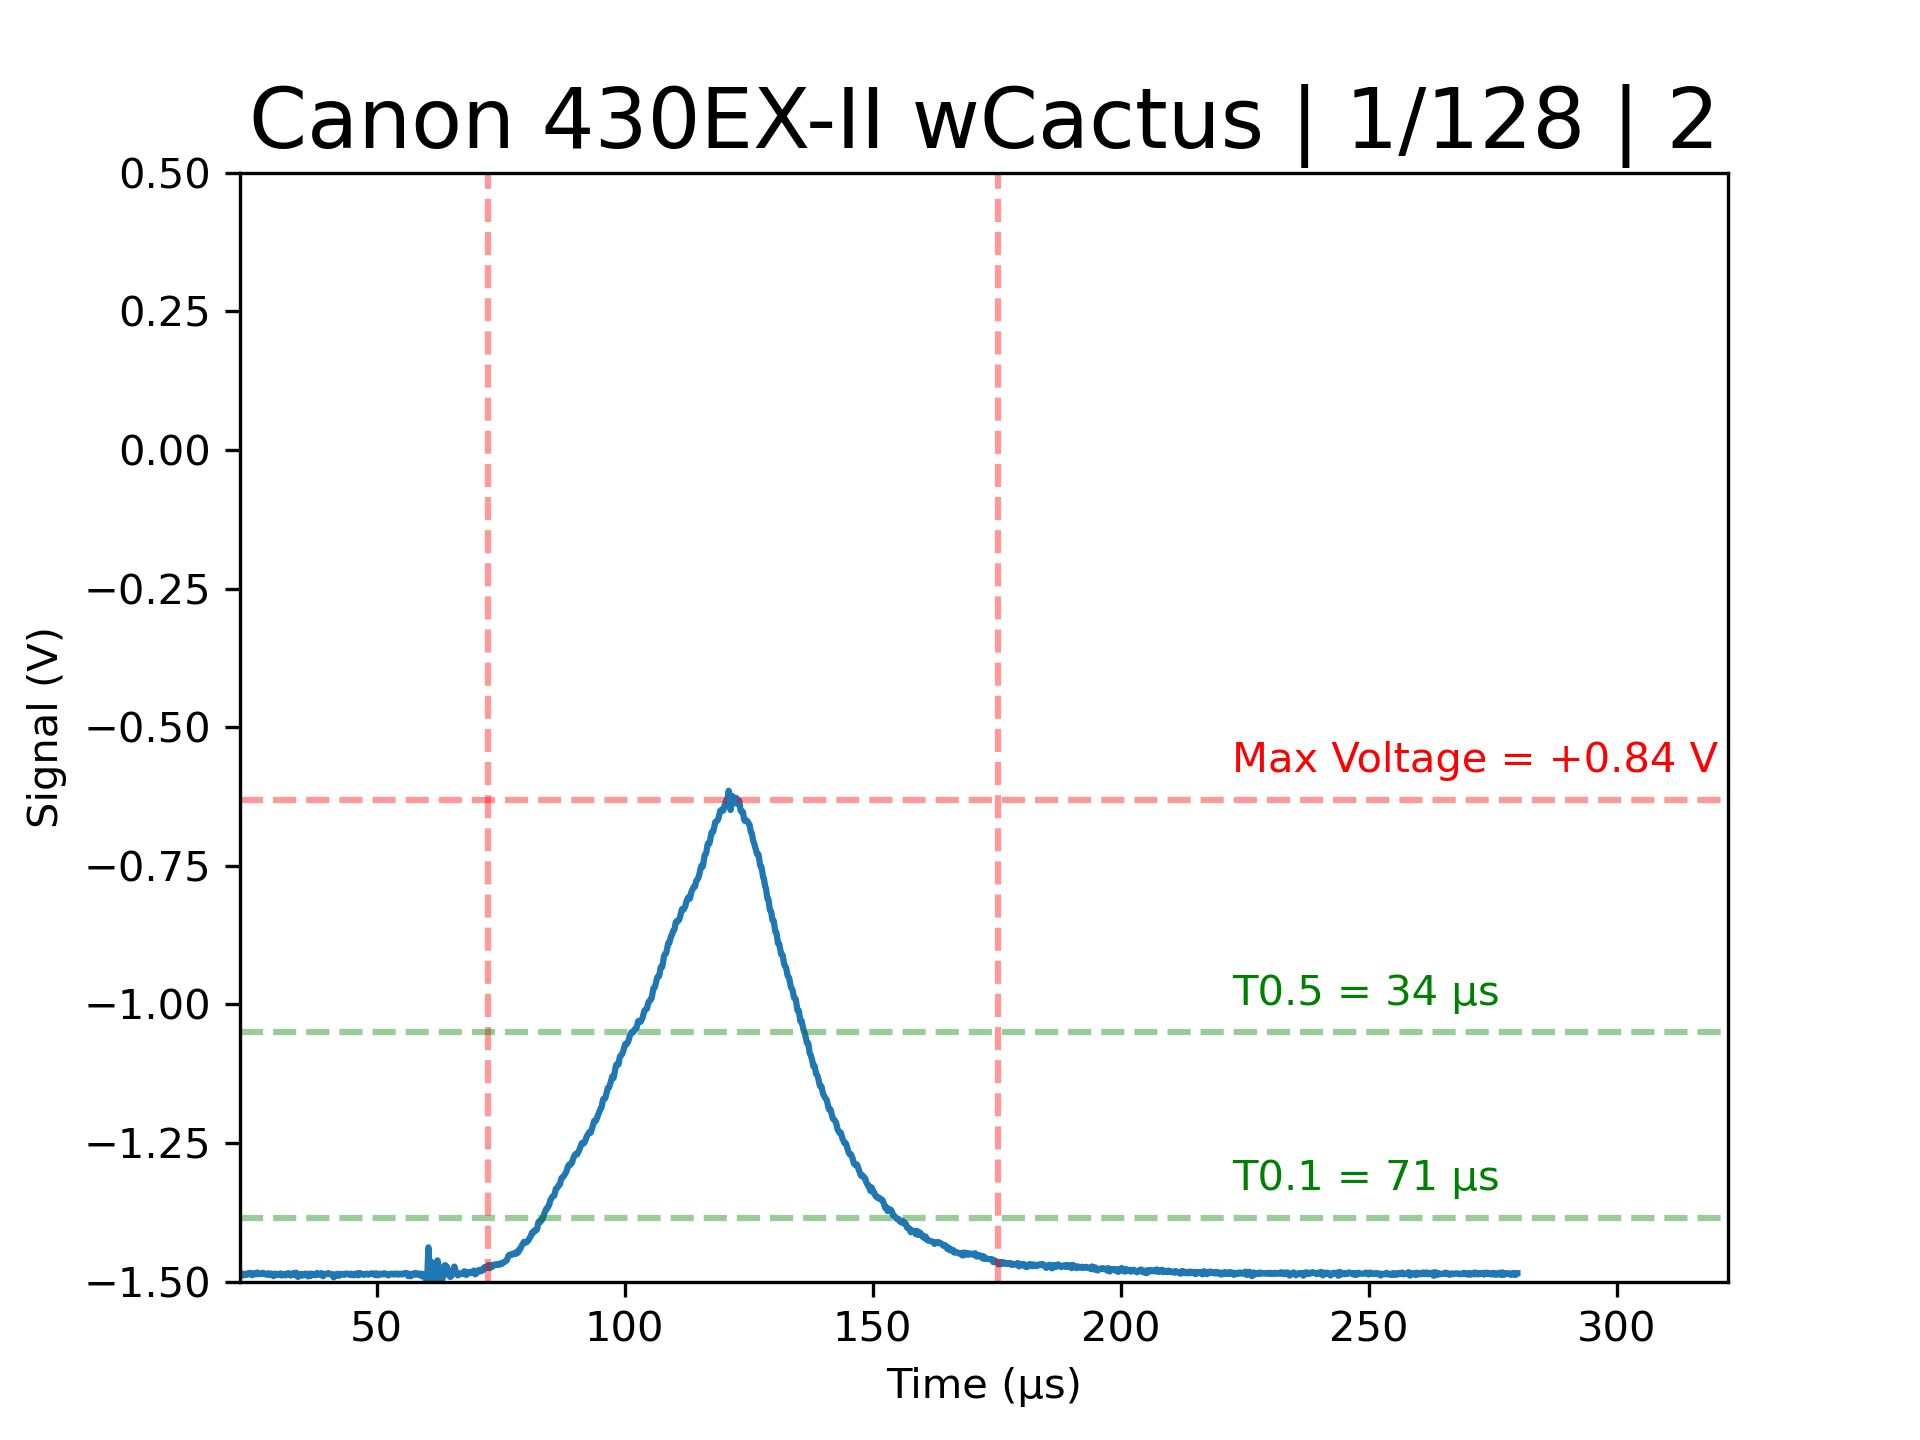 Canon 430EX-II wCactus | 1/128 | 2
0.50
0.25
0.00
−0.25
−0.50
−0.75
−1.00
−1.25
−1.50
Signal (V)
Max Voltage = +0.84 V
T0.5 = 34 µs
T0.1 = 71 µs
50 100 150 200 250 300
Time (µs)